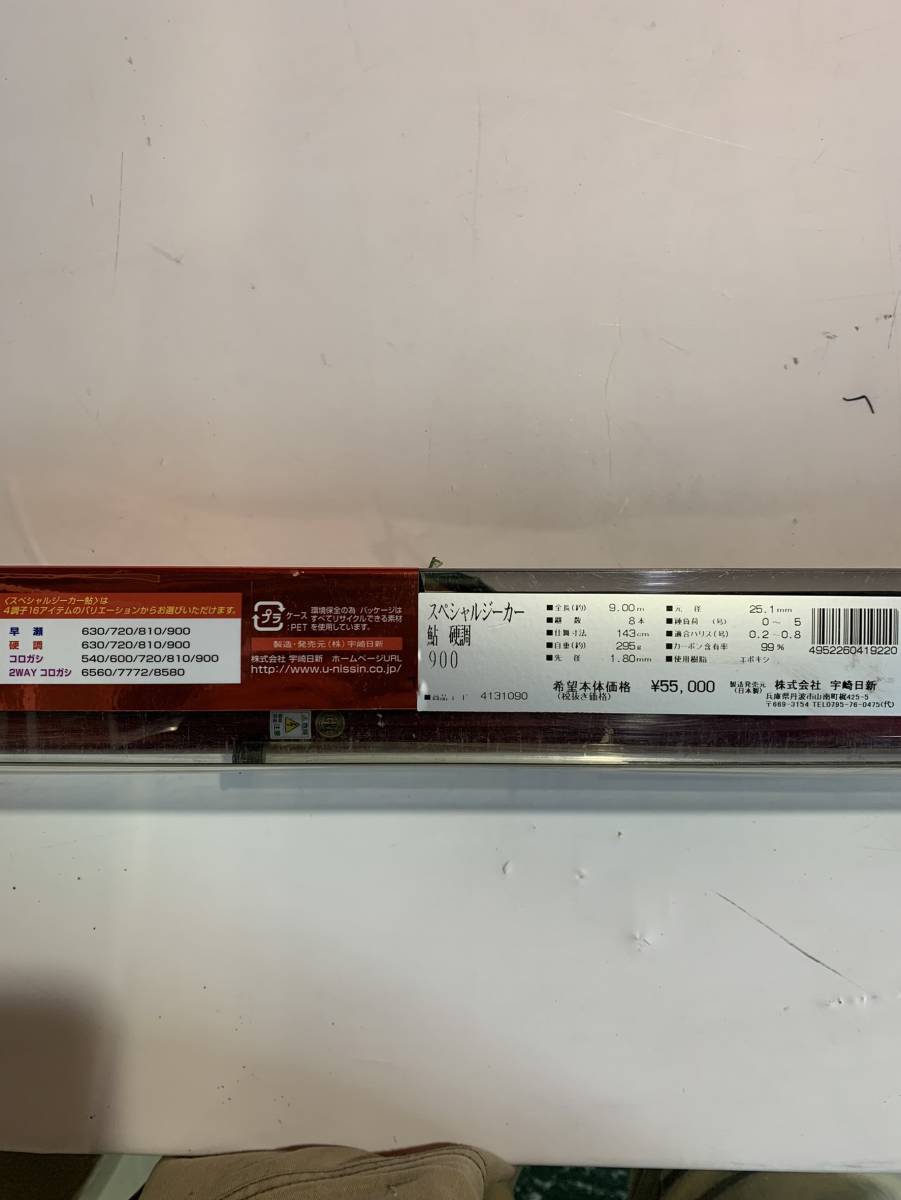 〈スペシャルジーカー鮎〉は
4調子16アイテムのバリエーションからお選びいただけます。
早瀬 630/720/810/900
硬調 630/720/810/900
コロガシ 540/600/720/810/900
2WAY コロガシ 6560/7772/8580
プラ
ケース :PET
環境保全の為 パッケージは
すべてリサイクルできる素材
を使用しています。
製造・発売元(株)宇崎日新
株式会社 宇崎日新 ホームページURL
http://www.u-nissin.co.jp/
スペシャルジーカー
鮎 硬調
900
■商品コード 4131090
■全長(約) 9.00m
■継数 8本
■仕舞寸法 143cm
■自重(約) 295g
■先径 1.80mm
■元径 25.1mm
■錘負荷(号) 0〜5
■適合ハリス(号) 0.2〜0.8
■カーボン含有率 99%
■使用樹脂 エポキシ
4952260419220
希望本体価格 ¥55,000
(税抜き価格)
製造発売元 株式会社 宇崎日新
(日本製) 兵庫県丹波市山南町梶425-5
〒669-3154 TEL0795-76-0475(代)